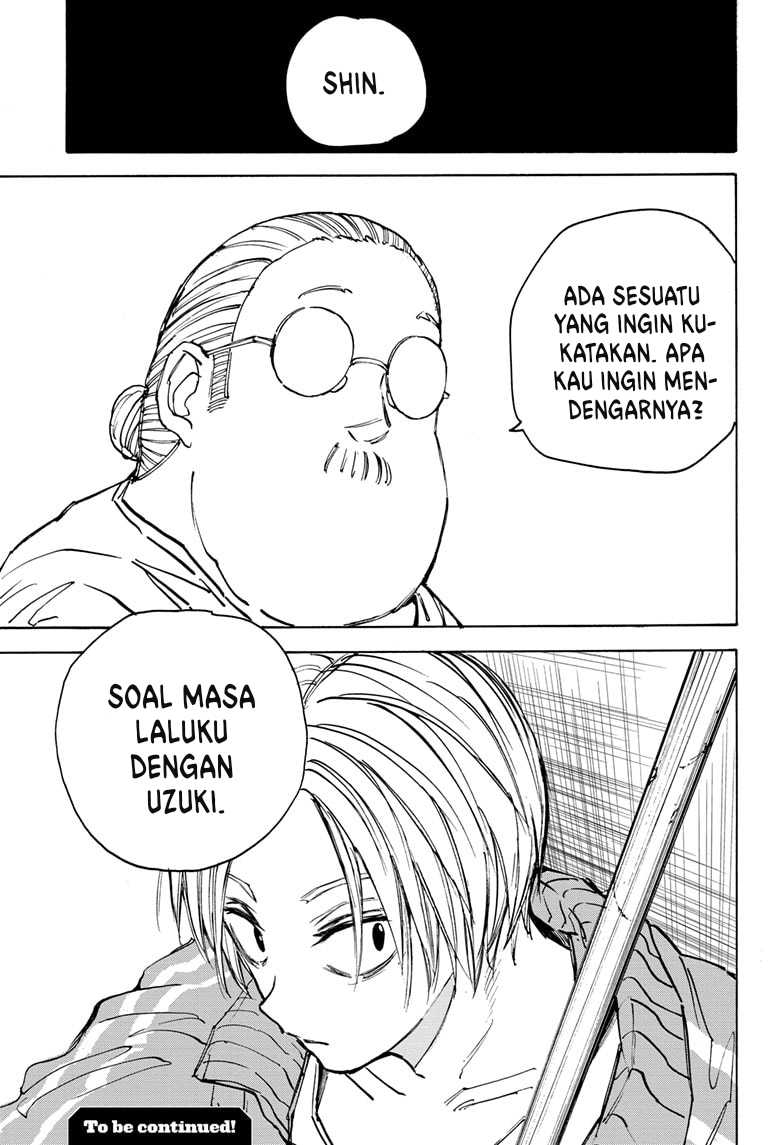 SHIN.
ADA SESUATU
YANG INGIN KU-
KATAKAN. APA
KAU INGIN MEN-
DENGARNYA?
SOAL MASA
LALUKU
DENGAN
UZUKI.
To be continued!